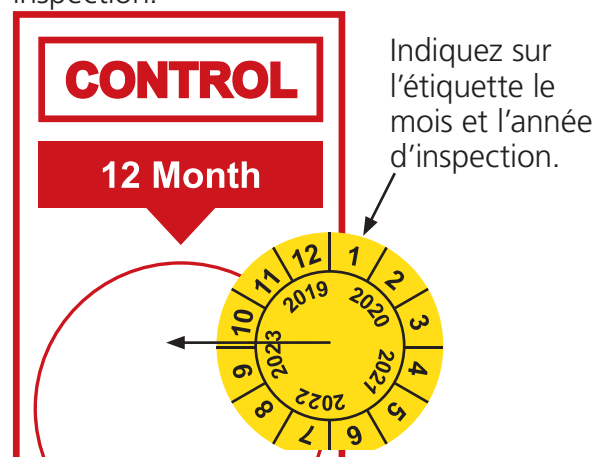 inspection.
CONTROL
12 Month
Indiquez sur
l’étiquette le
mois et l’année
d’inspection.
12 1 2 3 4 5 6 7 8 9 10 11
2019 2020 2021 2022 2023